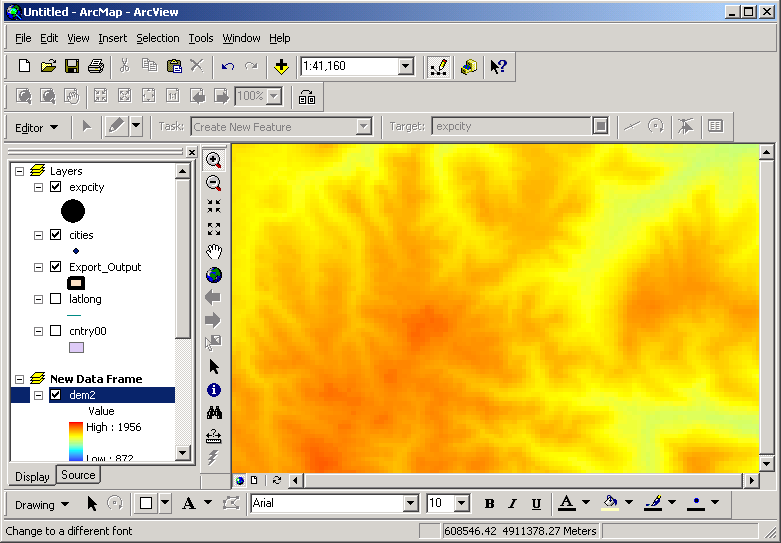 Untitled - ArcMap - ArcView
File Edit View Insert Selection Tools Window Help
1:41,160
1:1 100%
Editor Task: Create New Feature Target: expcity
Layers
expcity
cities
Export_Output
latlong
cntry00
New Data Frame
dem2
Value
High : 1956
Low : 872
Display Source
Drawing A Arial 10 B I U A
Change to a different font 608546.42 4911378.27 Meters